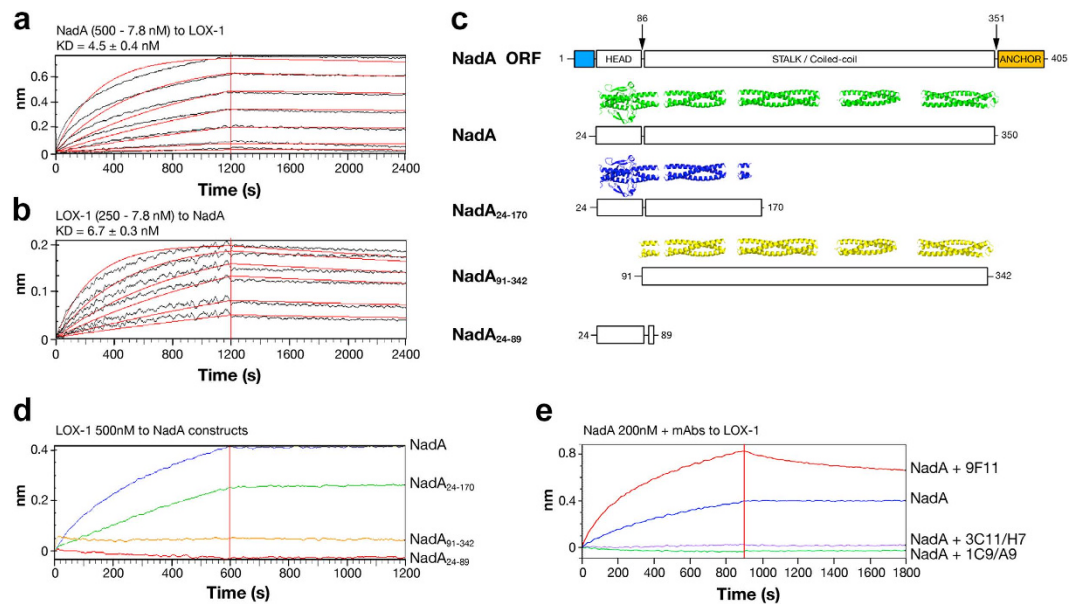 a
NadA (500 - 7.8 nM) to LOX-1
KD = 4.5 ± 0.4 nM
nm
0.6
0.4
0.2
0
0 400 800 1200 1600 2000 2400
Time (s)
b
LOX-1 (250 - 7.8 nM) to NadA
KD = 6.7 ± 0.3 nM
nm
0.2
0.1
0
0 400 800 1200 1600 2000 2400
Time (s)
c
86 351
NadA ORF 1 HEAD STALK / Coiled-coil ANCHOR 405
NadA 24 350
NadA24-170 24 170
NadA91-342 91 342
NadA24-89 24 89
d
LOX-1 500nM to NadA constructs
nm
0.4
0.2
0
0 200 400 600 800 1000 1200
Time (s)
NadA
NadA24-170
NadA91-342
NadA24-89
e
NadA 200nM + mAbs to LOX-1
nm
0.8
0.4
0
0 200 400 600 800 1000 1200 1400 1600 1800
Time (s)
NadA + 9F11
NadA
NadA + 3C11/H7
NadA + 1C9/A9